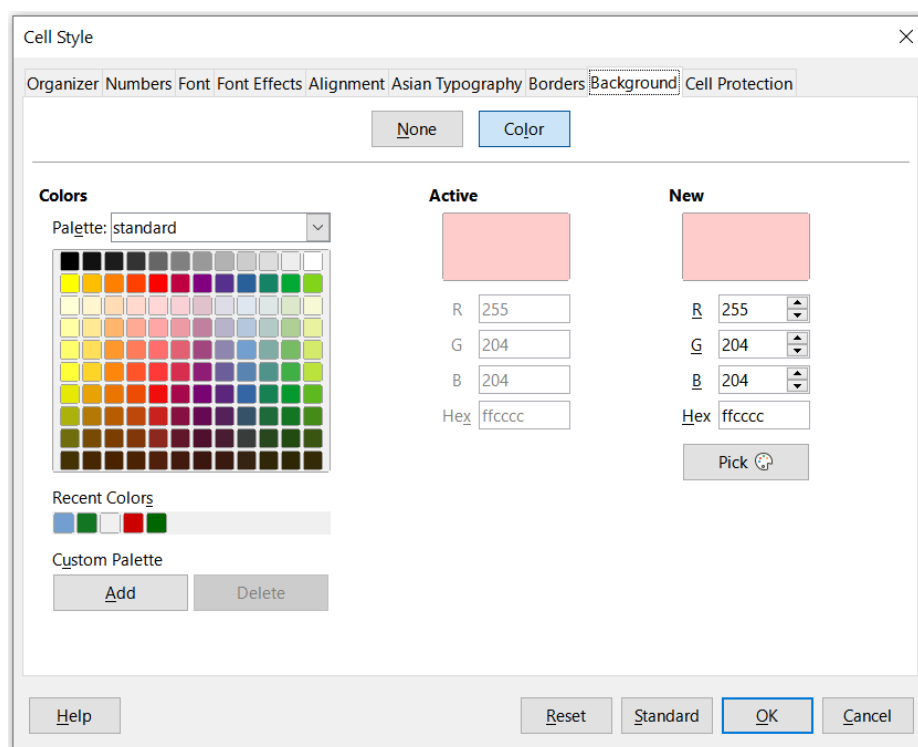 Cell Style
Organizer Numbers Font Font Effects Alignment Asian Typography Borders Background Cell Protection
None Color
Colors Active New
Palette: standard
R 255 R 255
G 204 G 204
B 204 B 204
Hex ffcccc Hex ffcccc
Pick
Recent Colors
Custom Palette
Add Delete
Help Reset Standard OK Cancel